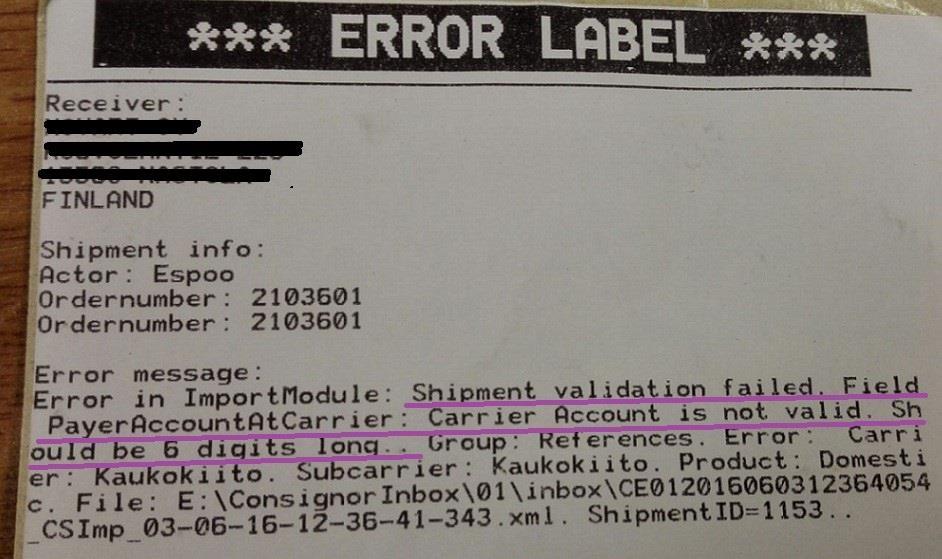 *** ERROR LABEL ***
Receiver:
FINLAND
Shipment info:
Actor: Espoo
Ordernumber: 2103601
Ordernumber: 2103601
Error message:
Error in ImportModule: Shipment validation failed. Field
PayerAccountAtCarrier: Carrier Account is not valid. Sh
ould be 6 digits long.. Group: References. Error: Carri
er: Kaukokiito. Subcarrier: Kaukokiito. Product: Domesti
c. File: E:\ConsignorInbox\01\inbox\CE012016060312364054
_CSImp_03-06-16-12-36-41-343.xml. ShipmentID=1153..